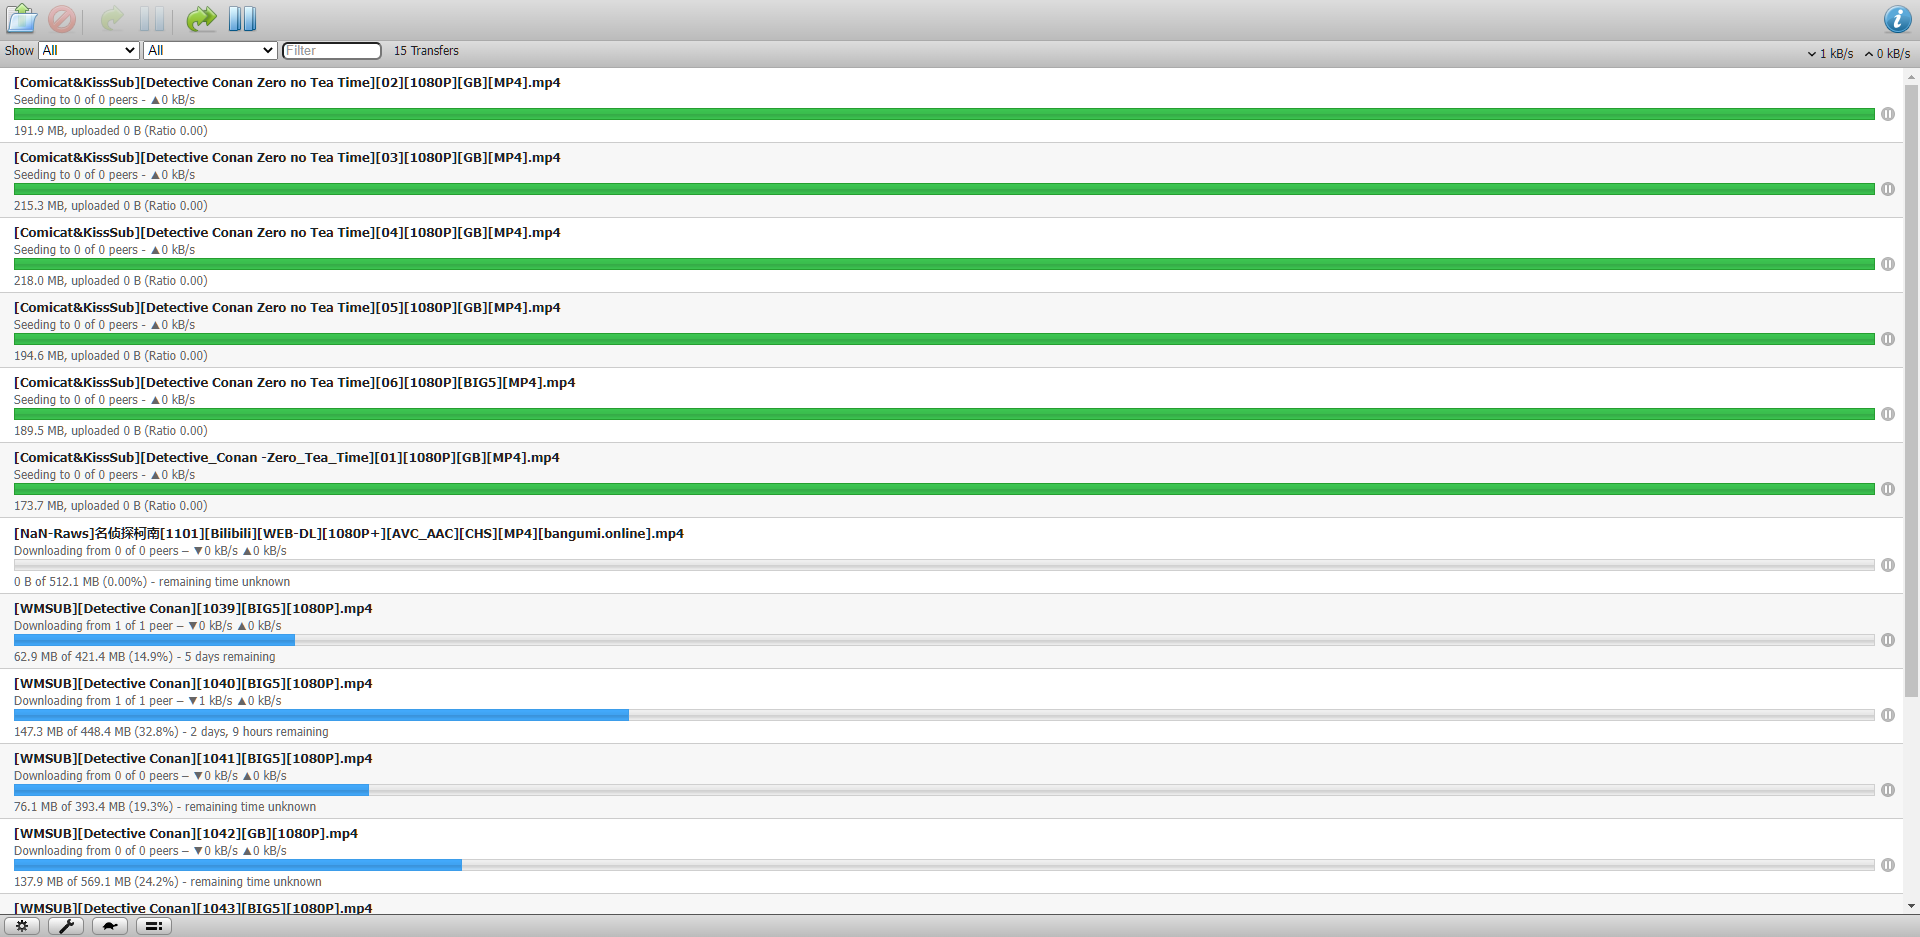 Show All All Filter 15 Transfers 1 kB/s 0 kB/s
[Comicat&KissSub][Detective Conan Zero no Tea Time][02][1080P][GB][MP4].mp4
Seeding to 0 of 0 peers - ▲0 kB/s
191.9 MB, uploaded 0 B (Ratio 0.00)
[Comicat&KissSub][Detective Conan Zero no Tea Time][03][1080P][GB][MP4].mp4
Seeding to 0 of 0 peers - ▲0 kB/s
215.3 MB, uploaded 0 B (Ratio 0.00)
[Comicat&KissSub][Detective Conan Zero no Tea Time][04][1080P][GB][MP4].mp4
Seeding to 0 of 0 peers - ▲0 kB/s
218.0 MB, uploaded 0 B (Ratio 0.00)
[Comicat&KissSub][Detective Conan Zero no Tea Time][05][1080P][GB][MP4].mp4
Seeding to 0 of 0 peers - ▲0 kB/s
194.6 MB, uploaded 0 B (Ratio 0.00)
[Comicat&KissSub][Detective Conan Zero no Tea Time][06][1080P][BIG5][MP4].mp4
Seeding to 0 of 0 peers - ▲0 kB/s
189.5 MB, uploaded 0 B (Ratio 0.00)
[Comicat&KissSub][Detective_Conan -Zero_Tea_Time][01][1080P][GB][MP4].mp4
Seeding to 0 of 0 peers - ▲0 kB/s
173.7 MB, uploaded 0 B (Ratio 0.00)
[NaN-Raws]名侦探柯南[1101][Bilibili][WEB-DL][1080P+][AVC_AAC][CHS][MP4][bangumi.online].mp4
Downloading from 0 of 0 peers – ▼0 kB/s ▲0 kB/s
0 B of 512.1 MB (0.00%) - remaining time unknown
[WMSUB][Detective Conan][1039][BIG5][1080P].mp4
Downloading from 1 of 1 peer – ▼0 kB/s ▲0 kB/s
62.9 MB of 421.4 MB (14.9%) - 5 days remaining
[WMSUB][Detective Conan][1040][BIG5][1080P].mp4
Downloading from 1 of 1 peer – ▼1 kB/s ▲0 kB/s
147.3 MB of 448.4 MB (32.8%) - 2 days, 9 hours remaining
[WMSUB][Detective Conan][1041][BIG5][1080P].mp4
Downloading from 0 of 0 peers – ▼0 kB/s ▲0 kB/s
76.1 MB of 393.4 MB (19.3%) - remaining time unknown
[WMSUB][Detective Conan][1042][GB][1080P].mp4
Downloading from 0 of 0 peers – ▼0 kB/s ▲0 kB/s
137.9 MB of 569.1 MB (24.2%) - remaining time unknown
[WMSUB][Detective Conan][1043][BIG5][1080P].mp4